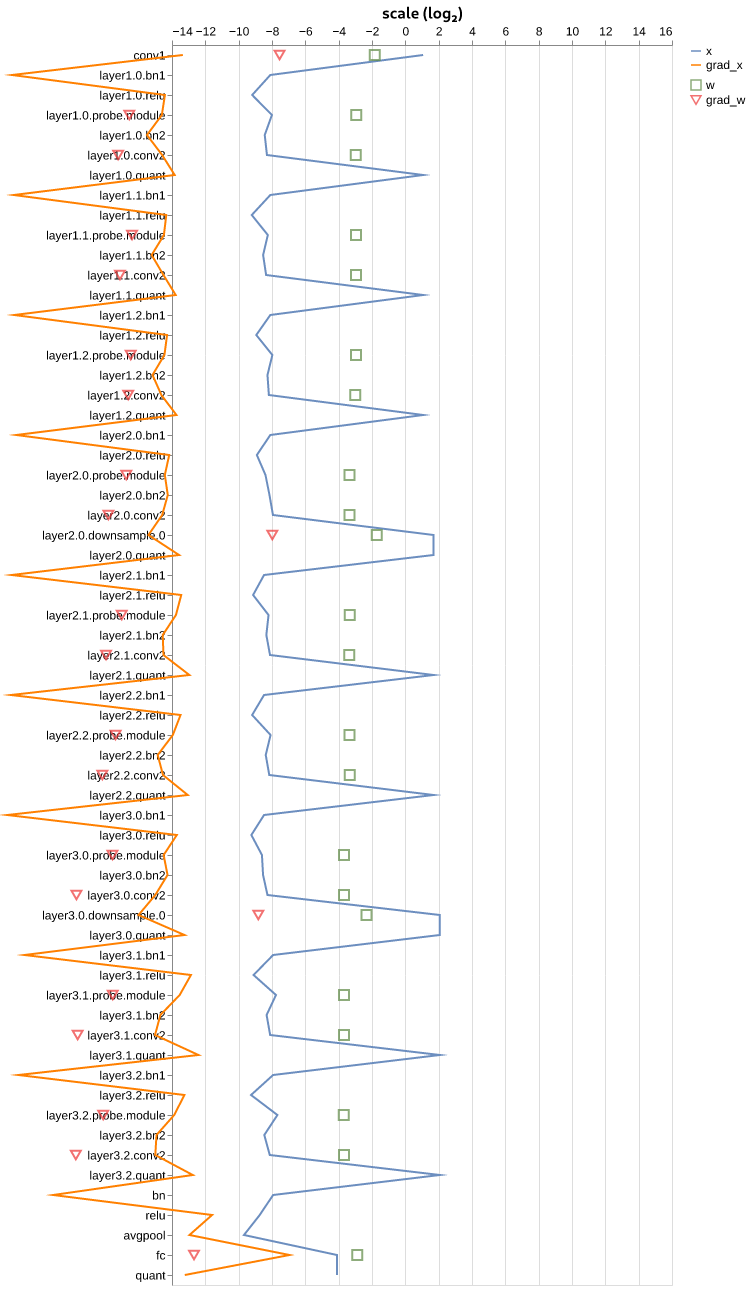 scale (log₂)
−14 −12 −10 −8 −6 −4 −2 0 2 4 6 8 10 12 14 16
x
grad_x
w
grad_w
conv1
layer1.0.bn1
layer1.0.relu
layer1.0.probe.module
layer1.0.bn2
layer1.0.conv2
layer1.0.quant
layer1.1.bn1
layer1.1.relu
layer1.1.probe.module
layer1.1.bn2
layer1.1.conv2
layer1.1.quant
layer1.2.bn1
layer1.2.relu
layer1.2.probe.module
layer1.2.bn2
layer1.2.conv2
layer1.2.quant
layer2.0.bn1
layer2.0.relu
layer2.0.probe.module
layer2.0.bn2
layer2.0.conv2
layer2.0.downsample.0
layer2.0.quant
layer2.1.bn1
layer2.1.relu
layer2.1.probe.module
layer2.1.bn2
layer2.1.conv2
layer2.1.quant
layer2.2.bn1
layer2.2.relu
layer2.2.probe.module
layer2.2.bn2
layer2.2.conv2
layer2.2.quant
layer3.0.bn1
layer3.0.relu
layer3.0.probe.module
layer3.0.bn2
layer3.0.conv2
layer3.0.downsample.0
layer3.0.quant
layer3.1.bn1
layer3.1.relu
layer3.1.probe.module
layer3.1.bn2
layer3.1.conv2
layer3.1.quant
layer3.2.bn1
layer3.2.relu
layer3.2.probe.module
layer3.2.bn2
layer3.2.conv2
layer3.2.quant
bn
relu
avgpool
fc
quant